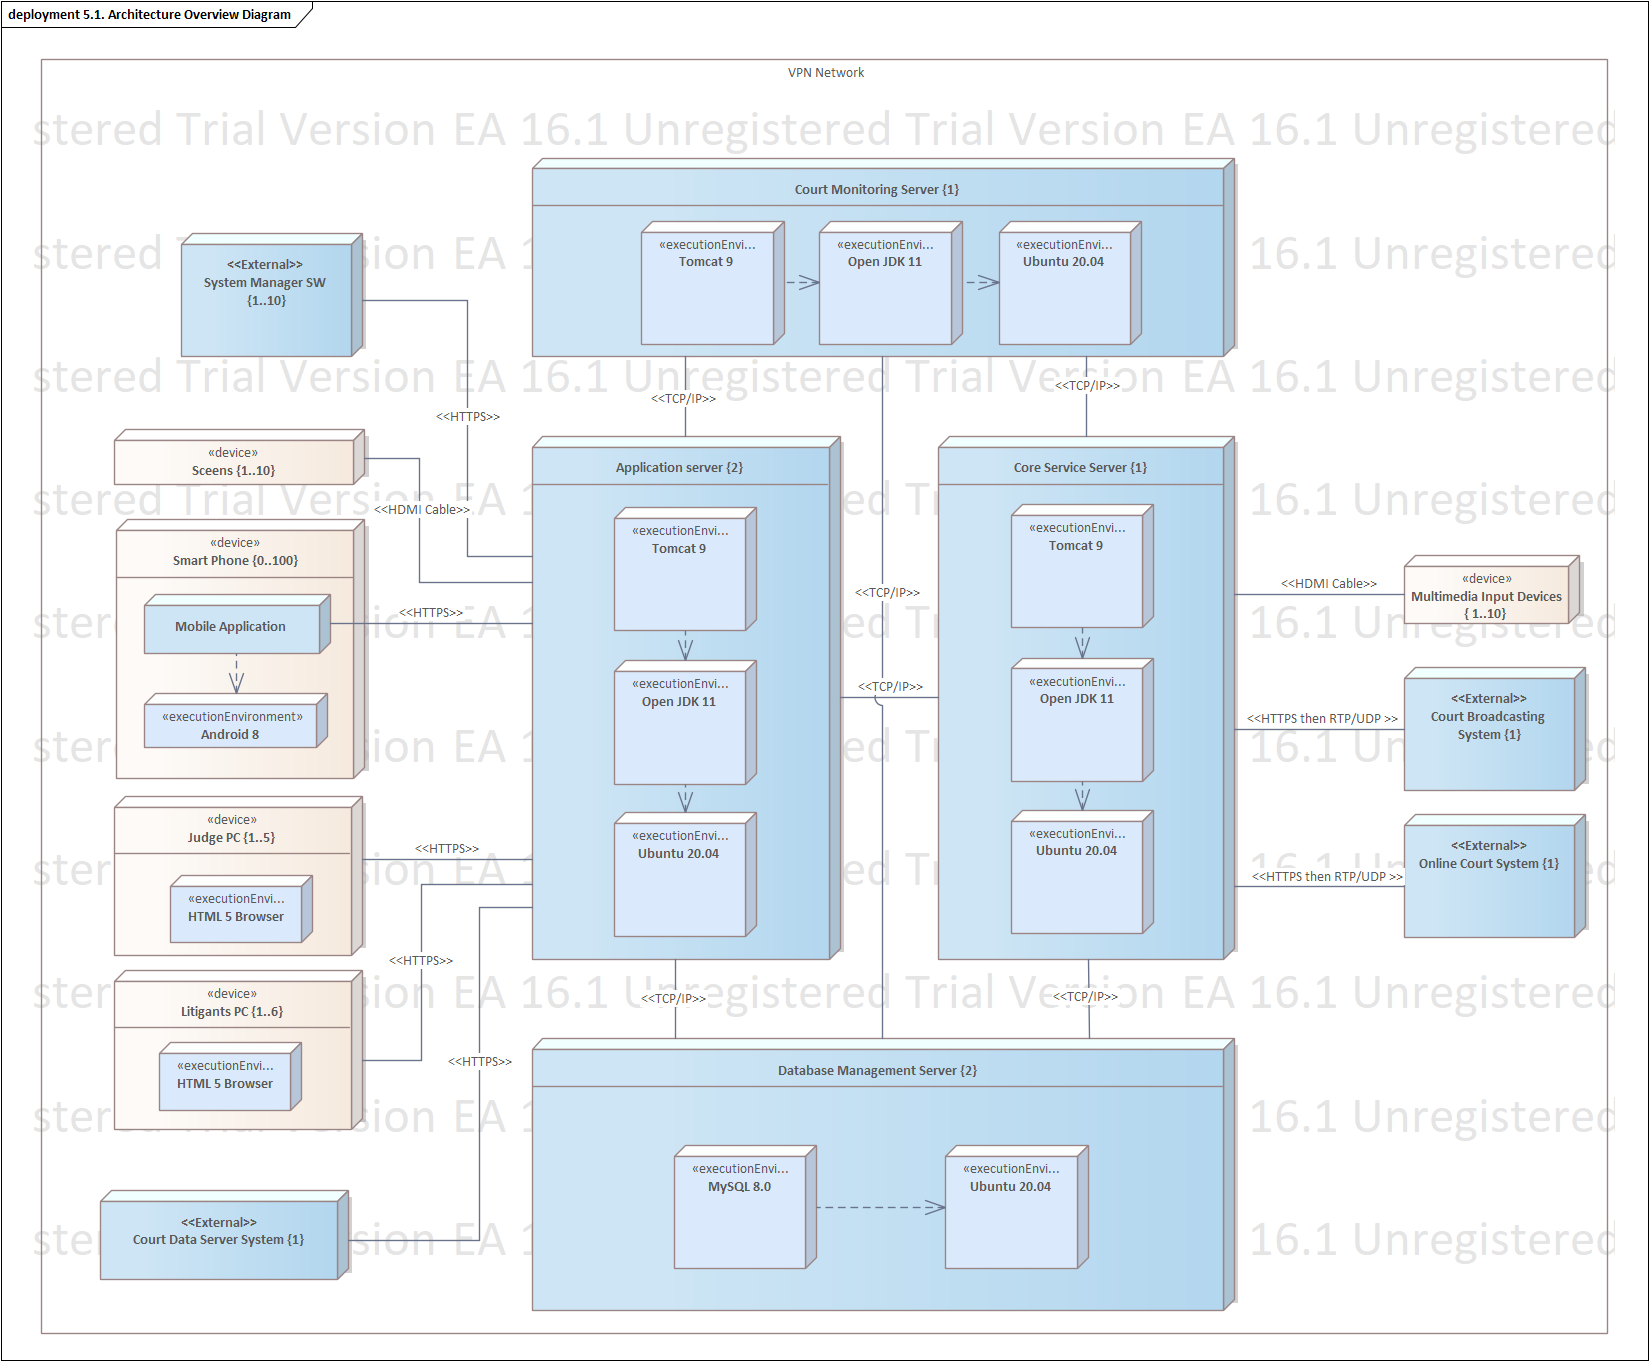 deployment 5.1. Architecture Overview Diagram
VPN Network
stered Trial Version EA 16.1 Unregistered Trial Version EA 16.1 Unregistered
Court Monitoring Server {1}
«executionEnvi...
Tomcat 9
«executionEnvi...
Open JDK 11
«executionEnvi...
Ubuntu 20.04
<<External>>
System Manager SW
{1..10}
<<HTTPS>>
<<TCP/IP>>
<<TCP/IP>>
«device»
Sceens {1..10}
<<HDMI Cable>>
«device»
Smart Phone {0..100}
Mobile Application
«executionEnvironment»
Android 8
<<HTTPS>>
Application server {2}
«executionEnvi...
Tomcat 9
«executionEnvi...
Open JDK 11
«executionEnvi...
Ubuntu 20.04
<<TCP/IP>>
<<TCP/IP>>
Core Service Server {1}
«executionEnvi...
Tomcat 9
«executionEnvi...
Open JDK 11
«executionEnvi...
Ubuntu 20.04
<<HDMI Cable>>
«device»
Multimedia Input Devices
{ 1..10}
<<HTTPS then RTP/UDP >>
<<External>>
Court Broadcasting
System {1}
<<HTTPS then RTP/UDP >>
<<External>>
Online Court System {1}
«device»
Judge PC {1..5}
«executionEnvi...
HTML 5 Browser
<<HTTPS>>
«device»
Litigants PC {1..6}
«executionEnvi...
HTML 5 Browser
<<HTTPS>>
<<HTTPS>>
<<External>>
Court Data Server System {1}
<<TCP/IP>>
<<TCP/IP>>
Database Management Server {2}
«executionEnvi...
MySQL 8.0
«executionEnvi...
Ubuntu 20.04